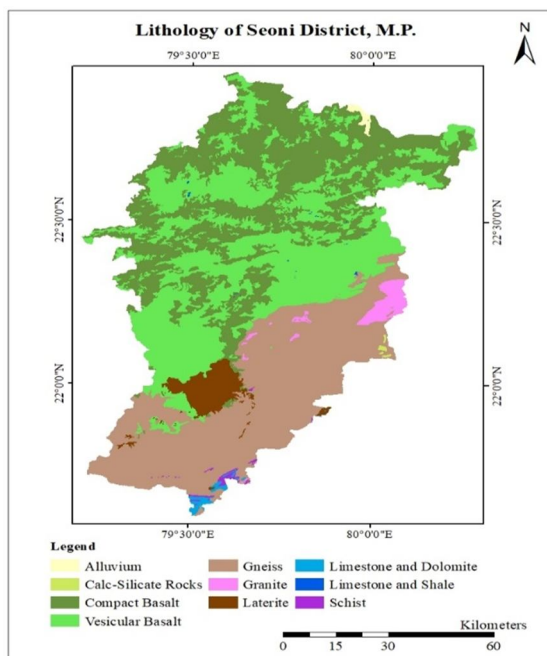 Lithology of Seoni District, M.P.
N
79°30'0"E 80°0'0"E
22°30'0"N 22°30'0"N
22°0'0"N 22°0'0"N
79°30'0"E 80°0'0"E
Legend
Alluvium Gneiss Limestone and Dolomite
Calc-Silicate Rocks Granite Limestone and Shale
Compact Basalt Laterite Schist
Vesicular Basalt
Kilometers
0 15 30 60